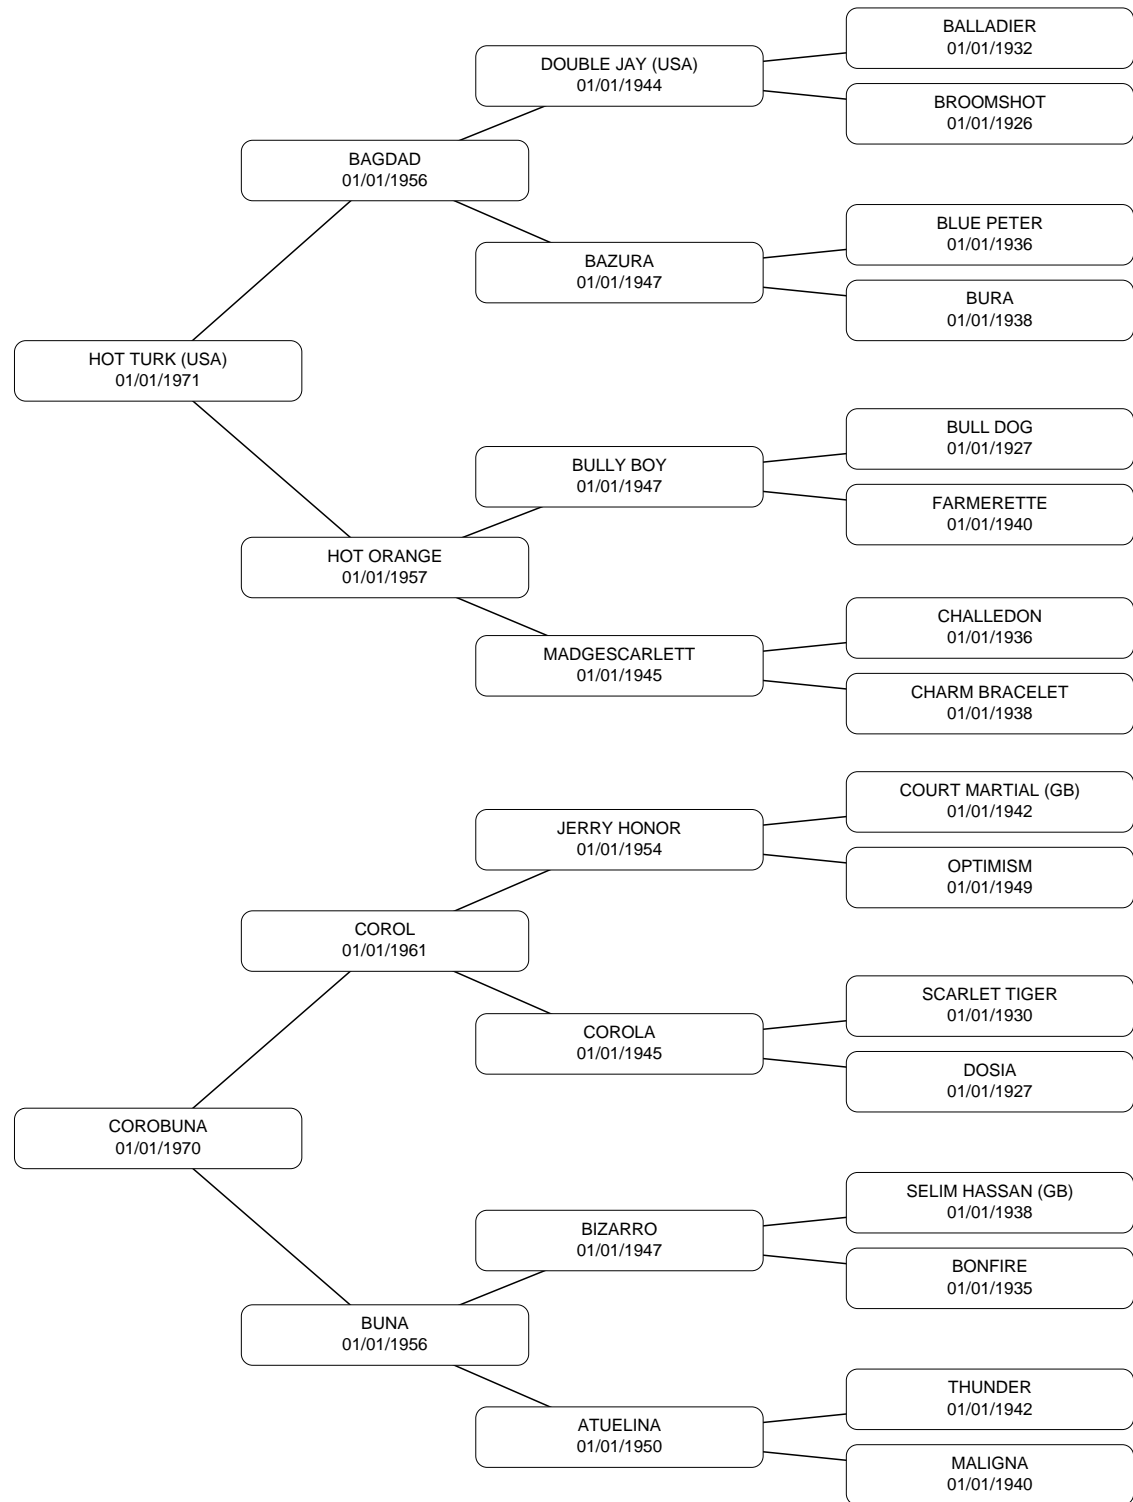 BALLADIER
01/01/1932
DOUBLE JAY (USA)
01/01/1944
BROOMSHOT
01/01/1926
BAGDAD
01/01/1956
BLUE PETER
01/01/1936
BAZURA
01/01/1947
BURA
01/01/1938
HOT TURK (USA)
01/01/1971
BULL DOG
01/01/1927
BULLY BOY
01/01/1947
FARMERETTE
01/01/1940
HOT ORANGE
01/01/1957
CHALLEDON
01/01/1936
MADGESCARLETT
01/01/1945
CHARM BRACELET
01/01/1938
COURT MARTIAL (GB)
01/01/1942
JERRY HONOR
01/01/1954
OPTIMISM
01/01/1949
COROL
01/01/1961
SCARLET TIGER
01/01/1930
COROLA
01/01/1945
DOSIA
01/01/1927
COROBUNA
01/01/1970
SELIM HASSAN (GB)
01/01/1938
BIZARRO
01/01/1947
BONFIRE
01/01/1935
BUNA
01/01/1956
THUNDER
01/01/1942
ATUELINA
01/01/1950
MALIGNA
01/01/1940